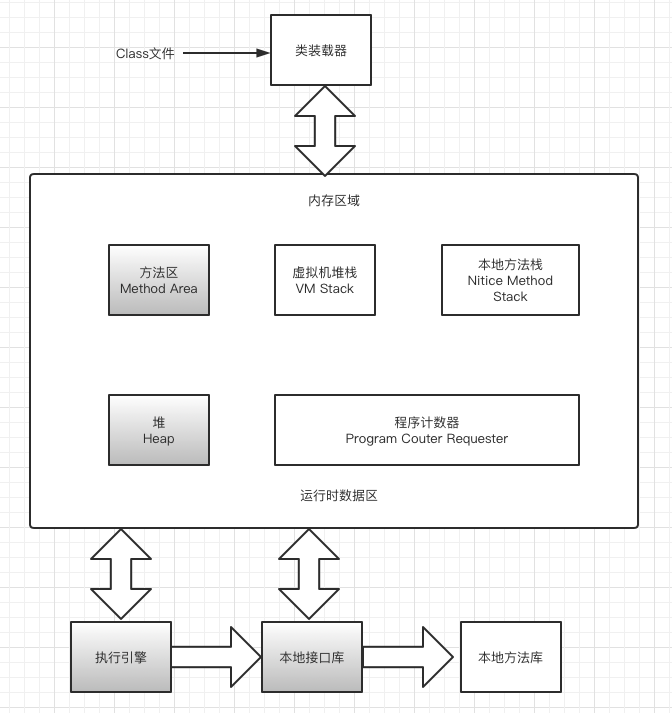 类装载器
Class文件
内存区域
方法区
Method Area
虚拟机堆栈
VM Stack
本地方法栈
Nitice Method
Stack
堆
Heap
程序计数器
Program Couter Requester
运行时数据区
执行引擎
本地接口库
本地方法库